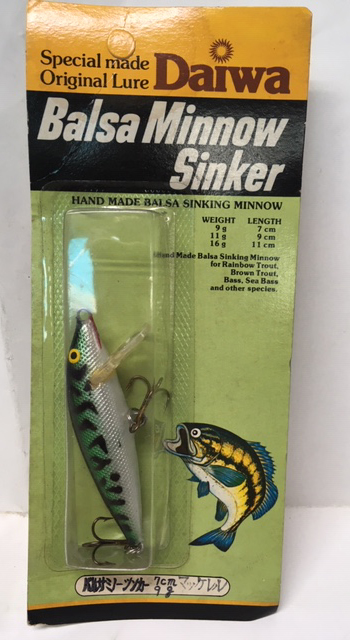 Special made
Original Lure
Daiwa
Balsa Minnow
Sinker
HAND MADE BALSA SINKING MINNOW
WEIGHT LENGTH
9 g 7 cm
11 g 9 cm
16 g 11 cm
Hand Made Balsa Sinking Minnow
for Rainbow Trout,
Brown Trout,
Bass, Sea Bass
and other species.
7cm マッケレル
9g